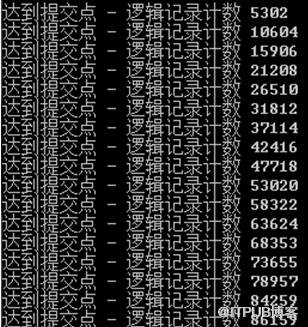 达到提交点 - 逻辑记录计数 5302
达到提交点 - 逻辑记录计数 10604
达到提交点 - 逻辑记录计数 15906
达到提交点 - 逻辑记录计数 21208
达到提交点 - 逻辑记录计数 26510
达到提交点 - 逻辑记录计数 31812
达到提交点 - 逻辑记录计数 37114
达到提交点 - 逻辑记录计数 42416
达到提交点 - 逻辑记录计数 47718
达到提交点 - 逻辑记录计数 53020
达到提交点 - 逻辑记录计数 58322
达到提交点 - 逻辑记录计数 63624
达到提交点 - 逻辑记录计数 68353
达到提交点 - 逻辑记录计数 73655
达到提交点 - 逻辑记录计数 78957
达到提交点 - 逻辑记录计数 84259
达到提交点 - 逻辑记录计数
@ITPUB博客